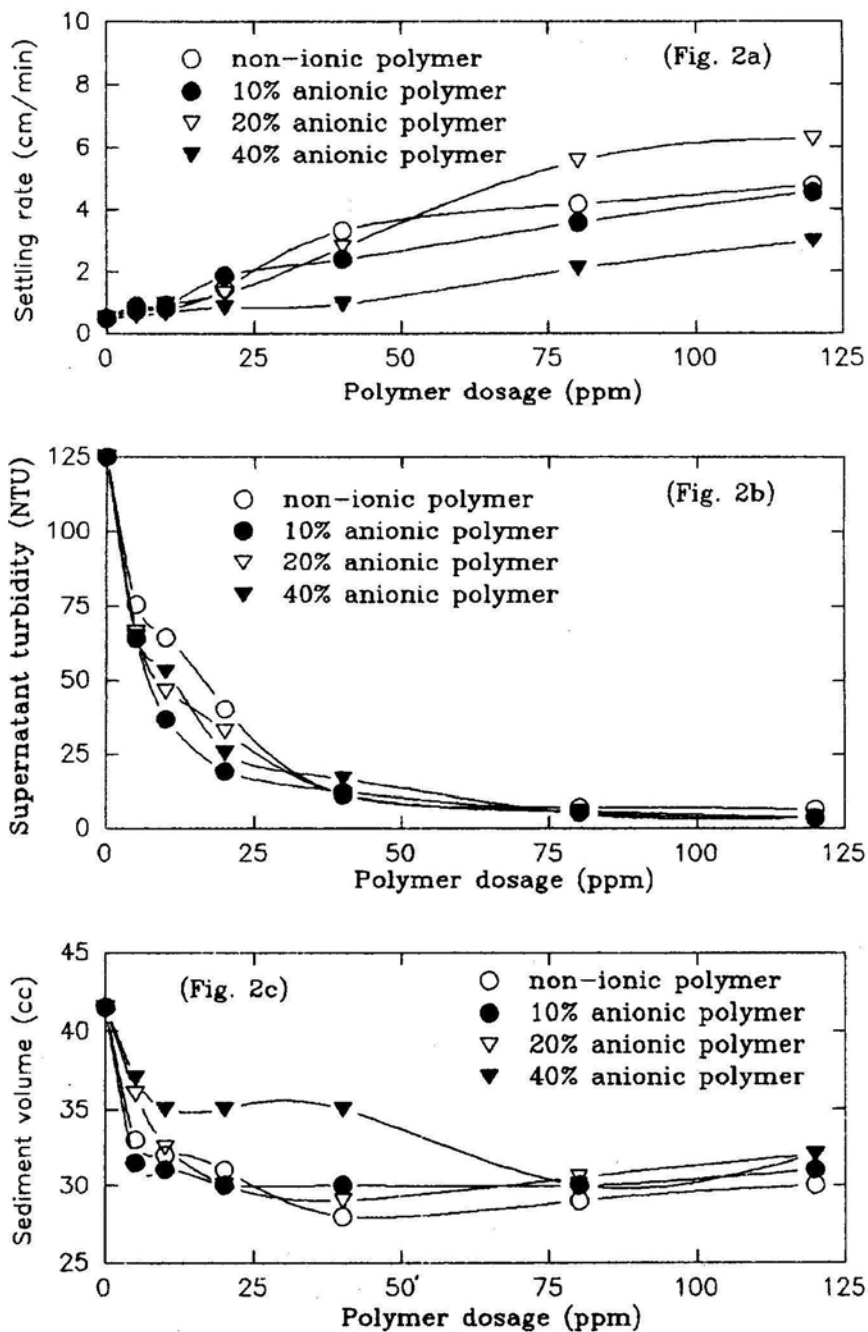 10
8
6
4
2
0
Settling rate (cm/min)
non-ionic polymer
10% anionic polymer
20% anionic polymer
40% anionic polymer
(Fig. 2a)
0 25 50 75 100 125
Polymer dosage (ppm)
125
100
75
50
25
0
Supernatant turbidity (NTU)
non-ionic polymer
10% anionic polymer
20% anionic polymer
40% anionic polymer
(Fig. 2b)
0 25 50 75 100 125
Polymer dosage (ppm)
45
40
35
30
25
Sediment volume (cc)
(Fig. 2c)
non-ionic polymer
10% anionic polymer
20% anionic polymer
40% anionic polymer
0 25 50 75 100 125
Polymer dosage (ppm)